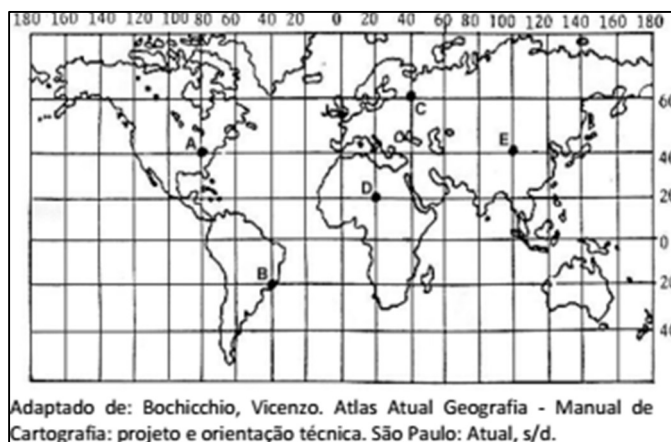 180 160 140 120 100 80 60 40 20 0 20 40 60 80 100 120 140 160 180
60
C
A
E
40
D
20
0
B
20
40
Adaptado de: Bochicchio, Vicenzo. Atlas Atual Geografia - Manual de
Cartografia: projeto e orientação técnica. São Paulo: Atual, s/d.